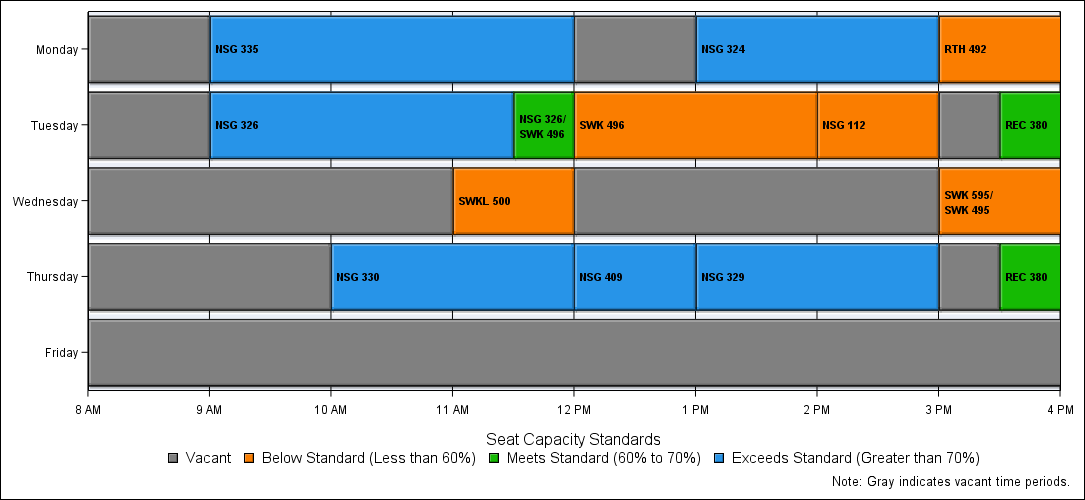 Monday
NSG 335
NSG 324
RTH 492
Tuesday
NSG 326
NSG 326/
SWK 496
SWK 496
NSG 112
REC 380
Wednesday
SWKL 500
SWK 595/
SWK 495
Thursday
NSG 330
NSG 409
NSG 329
REC 380
Friday
8 AM 9 AM 10 AM 11 AM 12 PM 1 PM 2 PM 3 PM 4 PM
Seat Capacity Standards
Vacant Below Standard (Less than 60%) Meets Standard (60% to 70%) Exceeds Standard (Greater than 70%)
Note: Gray indicates vacant time periods.